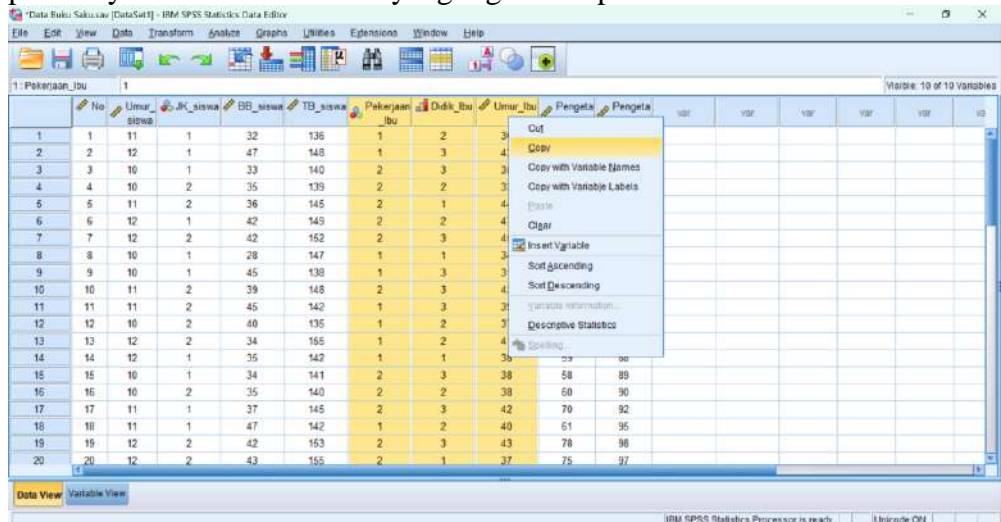 *Data Buku Saku.sav [DataSet1] - IBM SPSS Statistics Data Editor
File Edit View Data Transform Analyze Graphs Utilities Extensions Window Help
1 : Pekerjaan_Ibu 1 Visible: 10 of 10 Variables
No Umur_siswa JK_siswa BB_siswa TB_siswa Pekerjaan_Ibu Didik_Ibu Umur_Ibu Pengeta Pengeta var var var var var
1 1 11 1 32 136 1 2
2 2 12 1 47 148 1 3
3 3 10 1 33 140 2 3
4 4 10 2 35 139 2 2
5 5 11 2 36 145 2 1
6 6 12 1 42 149 2 2
7 7 12 2 42 152 2 3
8 8 10 1 28 147 1 1
9 9 10 1 45 138 1 3
10 10 11 2 39 148 2 3
11 11 11 2 45 142 1 3
12 12 10 2 40 135 1 2
13 13 12 2 34 155 1 2
14 14 12 1 35 142 1 1 38 59 88
15 15 10 1 34 141 2 3 38 58 89
16 16 10 2 35 140 2 2 38 60 90
17 17 11 1 37 145 2 3 42 70 92
18 18 11 1 47 142 1 2 40 61 95
19 19 12 2 42 153 2 3 43 78 98
20 20 12 2 43 155 2 1 37 75 97
Cut
Copy
Copy with Variable Names
Copy with Variable Labels
Paste
Clear
Insert Variable
Sort Ascending
Sort Descending
Variable Information...
Descriptive Statistics
Spelling...
Data View Variable View
IBM SPSS Statistics Processor is ready Unicode:ON